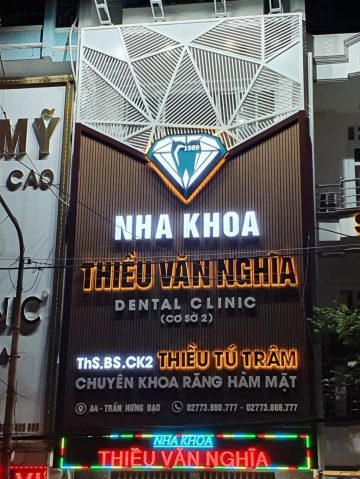 1989
NHA KHOA
THIỀU VĂN NGHĨA
DENTAL CLINIC
(CƠ SỞ 2)
ThS.BS.CK2 THIỀU TÚ TRÂM
CHUYÊN KHOA RĂNG HÀM MẶT
A4 - TRẦN HƯNG ĐẠO 02773.860.777 - 02773.868.777
NHA KHOA
THIỀU VĂN NGHĨA
MỸ
CAO